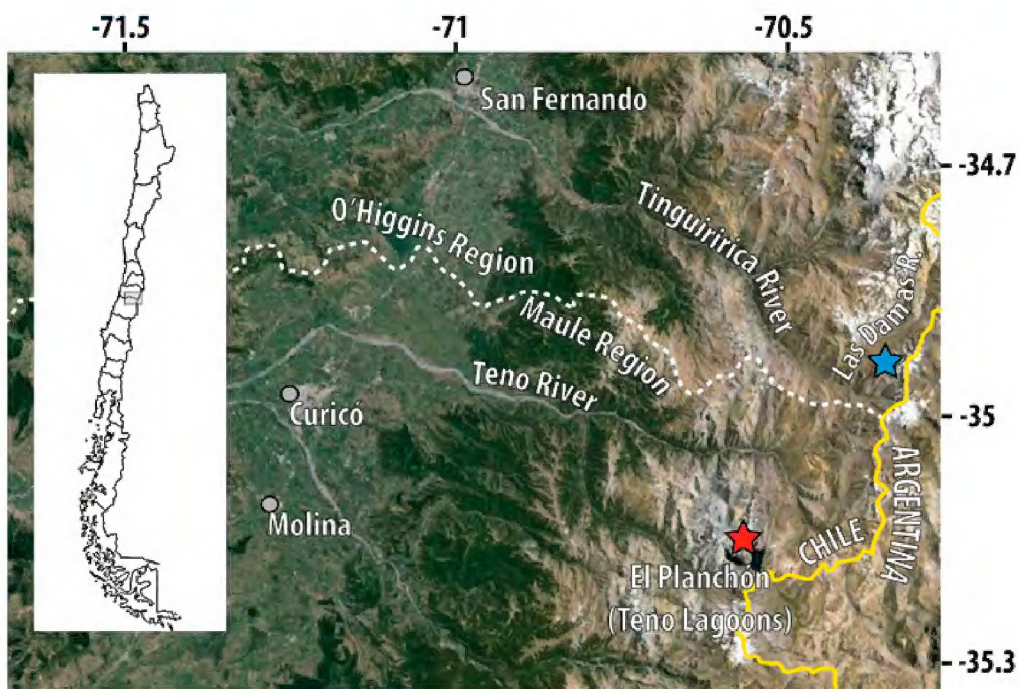 -71.5
-71
-70.5
San Fernando
-34.7
O´Higgins Region
Tinguiririca River
Las Damas R.
Maule Region
Teno River
Curicó
-35
ARGENTINA
Molina
CHILE
El Planchon
(Teno Lagoons)
-35.3